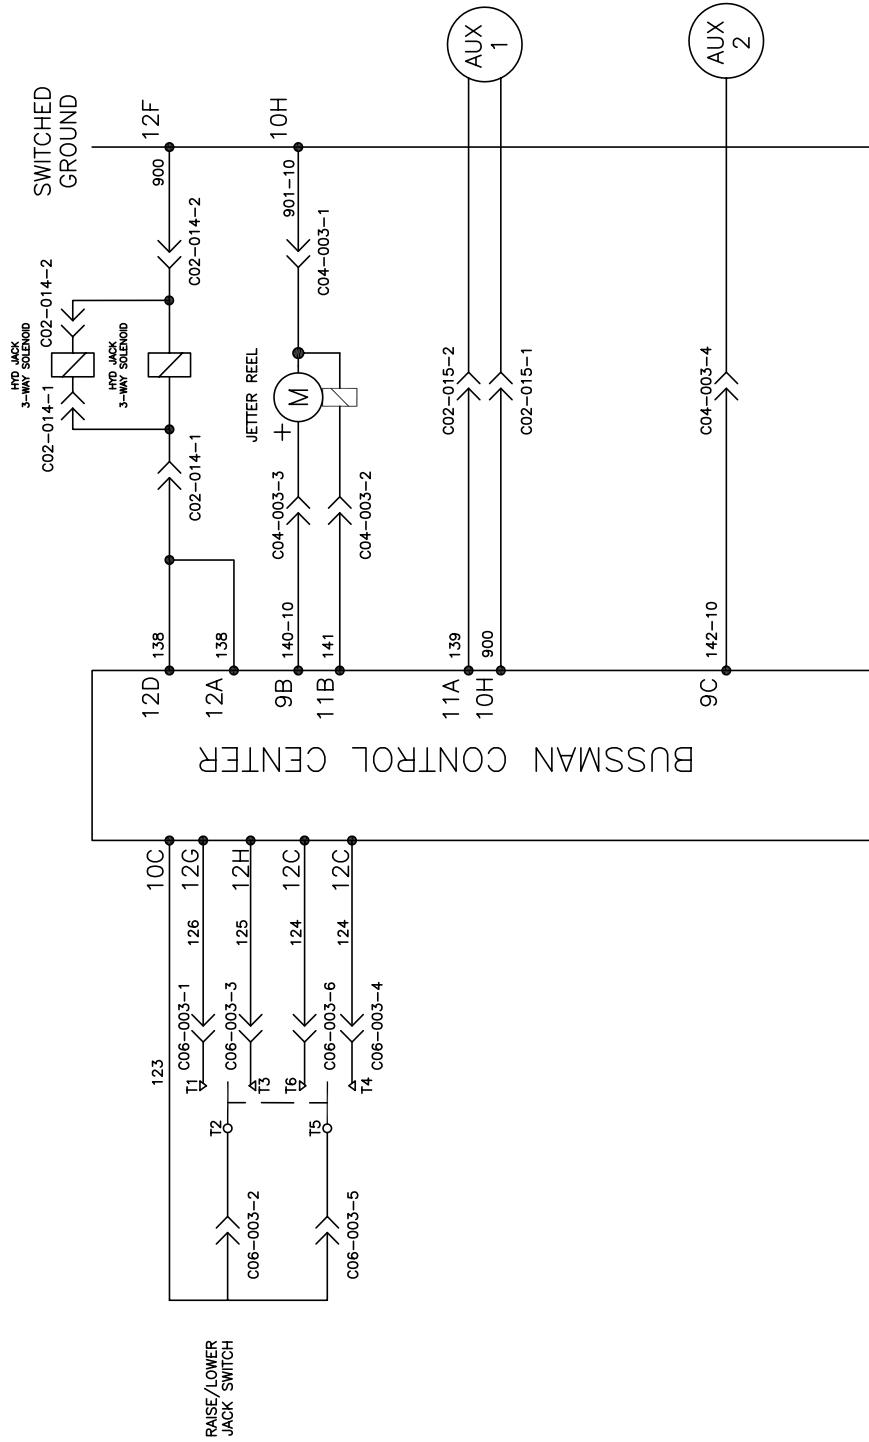 RAISE/LOWER
JACK SWITCH
123
10C
C06-003-2
T2
T1
C06-003-1
126
12G
T3
C06-003-3
125
12H
C06-003-5
T5
T6
C06-003-6
124
12C
T4
C06-003-4
124
12C
BUSSMAN CONTROL CENTER
12D
138
12A
138
C02-014-1
C02-014-1
HYD JACK
3-WAY SOLENOID
C02-014-2
HYD JACK
3-WAY SOLENOID
C02-014-2
900
12F
SWITCHED
GROUND
9B
140-10
C04-003-3
11B
141
C04-003-2
JETTER REEL
+
M
C04-003-1
901-10
10H
11A
139
C02-015-2
10H
900
C02-015-1
AUX
1
9C
142-10
C04-003-4
AUX
2